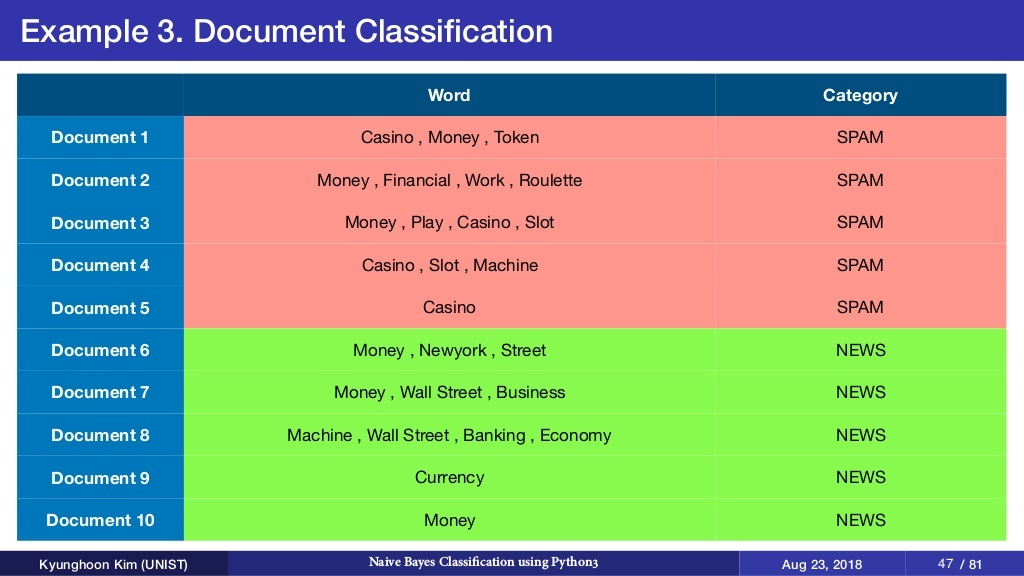 Example 3. Document Classification
Word Category
Document 1 Casino , Money , Token SPAM
Document 2 Money , Financial , Work , Roulette SPAM
Document 3 Money , Play , Casino , Slot SPAM
Document 4 Casino , Slot , Machine SPAM
Document 5 Casino SPAM
Document 6 Money , Newyork , Street NEWS
Document 7 Money , Wall Street , Business NEWS
Document 8 Machine , Wall Street , Banking , Economy NEWS
Document 9 Currency NEWS
Document 10 Money NEWS
Kyunghoon Kim (UNIST) Naive Bayes Classification using Python3 Aug 23, 2018 47 / 81